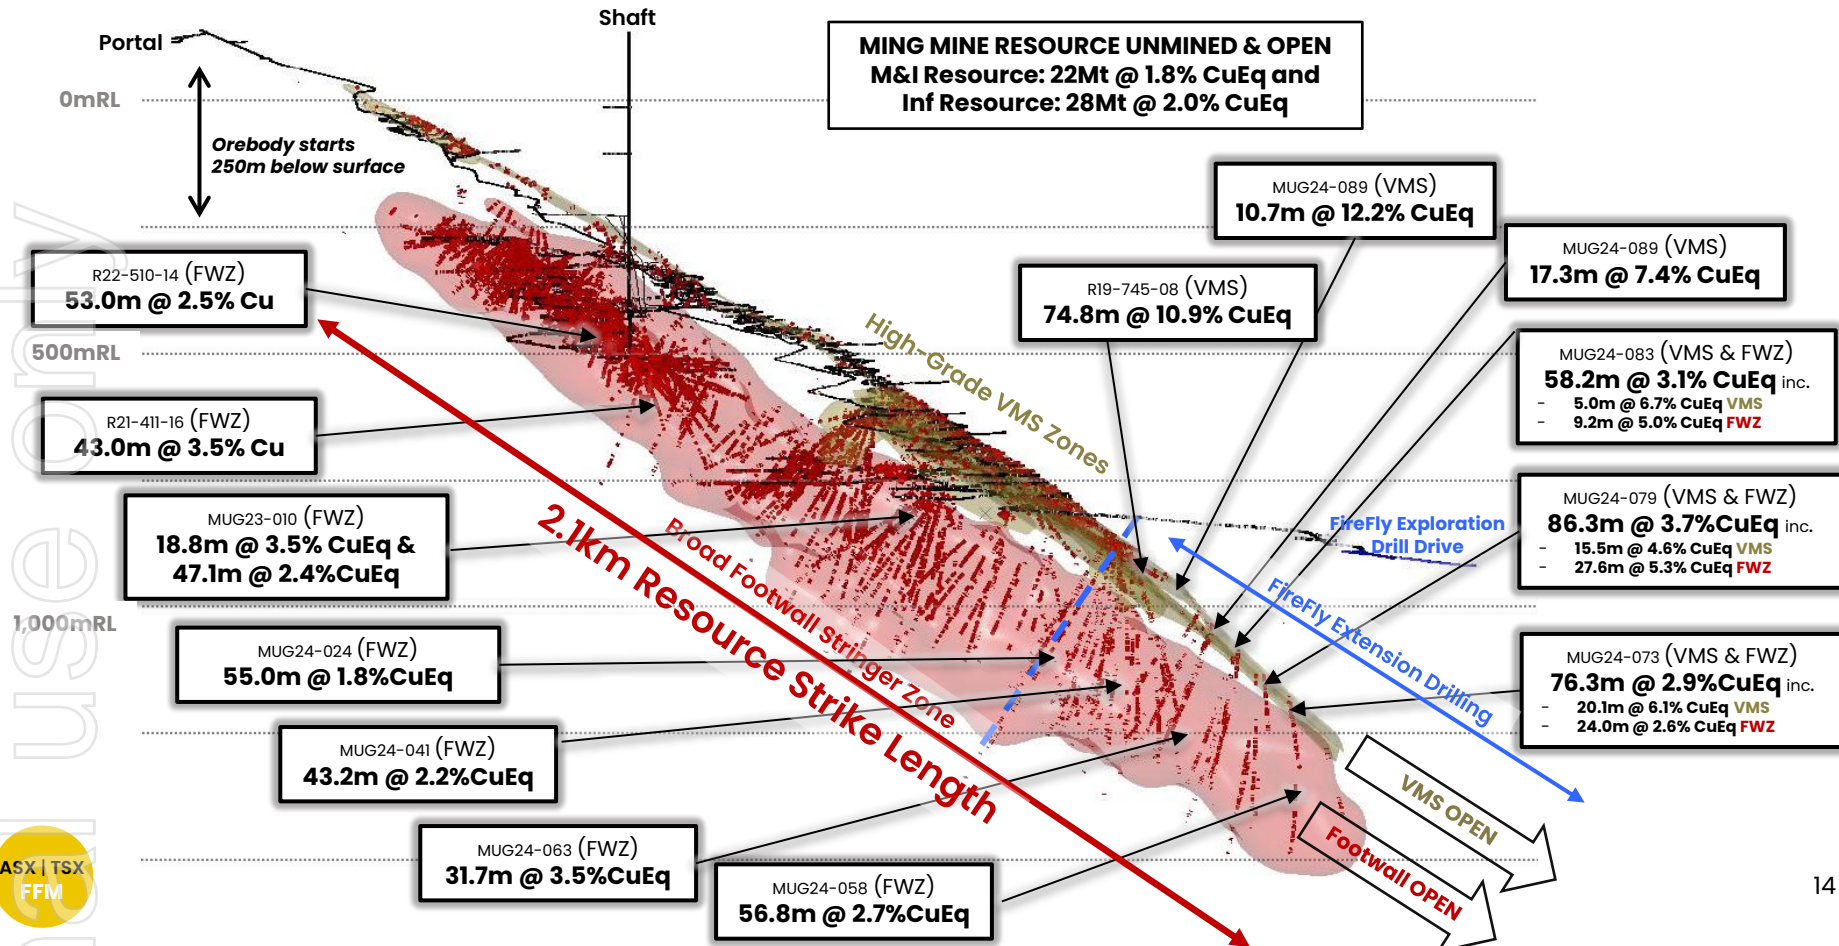 Shaft
Portal
MING MINE RESOURCE UNMINED & OPEN
M&I Resource: 22Mt @ 1.8% CuEq and
Inf Resource: 28Mt @ 2.0% CuEq
0mRL
Orebody starts
250m below surface
MUG24-089 (VMS)
10.7m @ 12.2% CuEq
MUG24-089 (VMS)
17.3m @ 7.4% CuEq
R22-510-14 (FWZ)
53.0m @ 2.5% Cu
R19-745-08 (VMS)
74.8m @ 10.9% CuEq
High-Grade VMS Zones
500mRL
MUG24-083 (VMS & FWZ)
58.2m @ 3.1% CuEq inc.
- 5.0m @ 6.7% CuEq VMS
- 9.2m @ 5.0% CuEq FWZ
R21-411-16 (FWZ)
43.0m @ 3.5% Cu
MUG24-079 (VMS & FWZ)
86.3m @ 3.7%CuEq inc.
- 15.5m @ 4.6% CuEq VMS
- 27.6m @ 5.3% CuEq FWZ
MUG23-010 (FWZ)
18.8m @ 3.5% CuEq &
47.1m @ 2.4%CuEq
FireFly Exploration
Drill Drive
2.1km Resource Strike Length
Broad Footwall Stringer Zone
FireFly Extension Drilling
1,000mRL
MUG24-024 (FWZ)
55.0m @ 1.8%CuEq
MUG24-073 (VMS & FWZ)
76.3m @ 2.9%CuEq inc.
- 20.1m @ 6.1% CuEq VMS
- 24.0m @ 2.6% CuEq FWZ
MUG24-041 (FWZ)
43.2m @ 2.2%CuEq
VMS OPEN
Footwall OPEN
MUG24-063 (FWZ)
31.7m @ 3.5%CuEq
MUG24-058 (FWZ)
56.8m @ 2.7%CuEq
ASX | TSX
FFM
14
use only